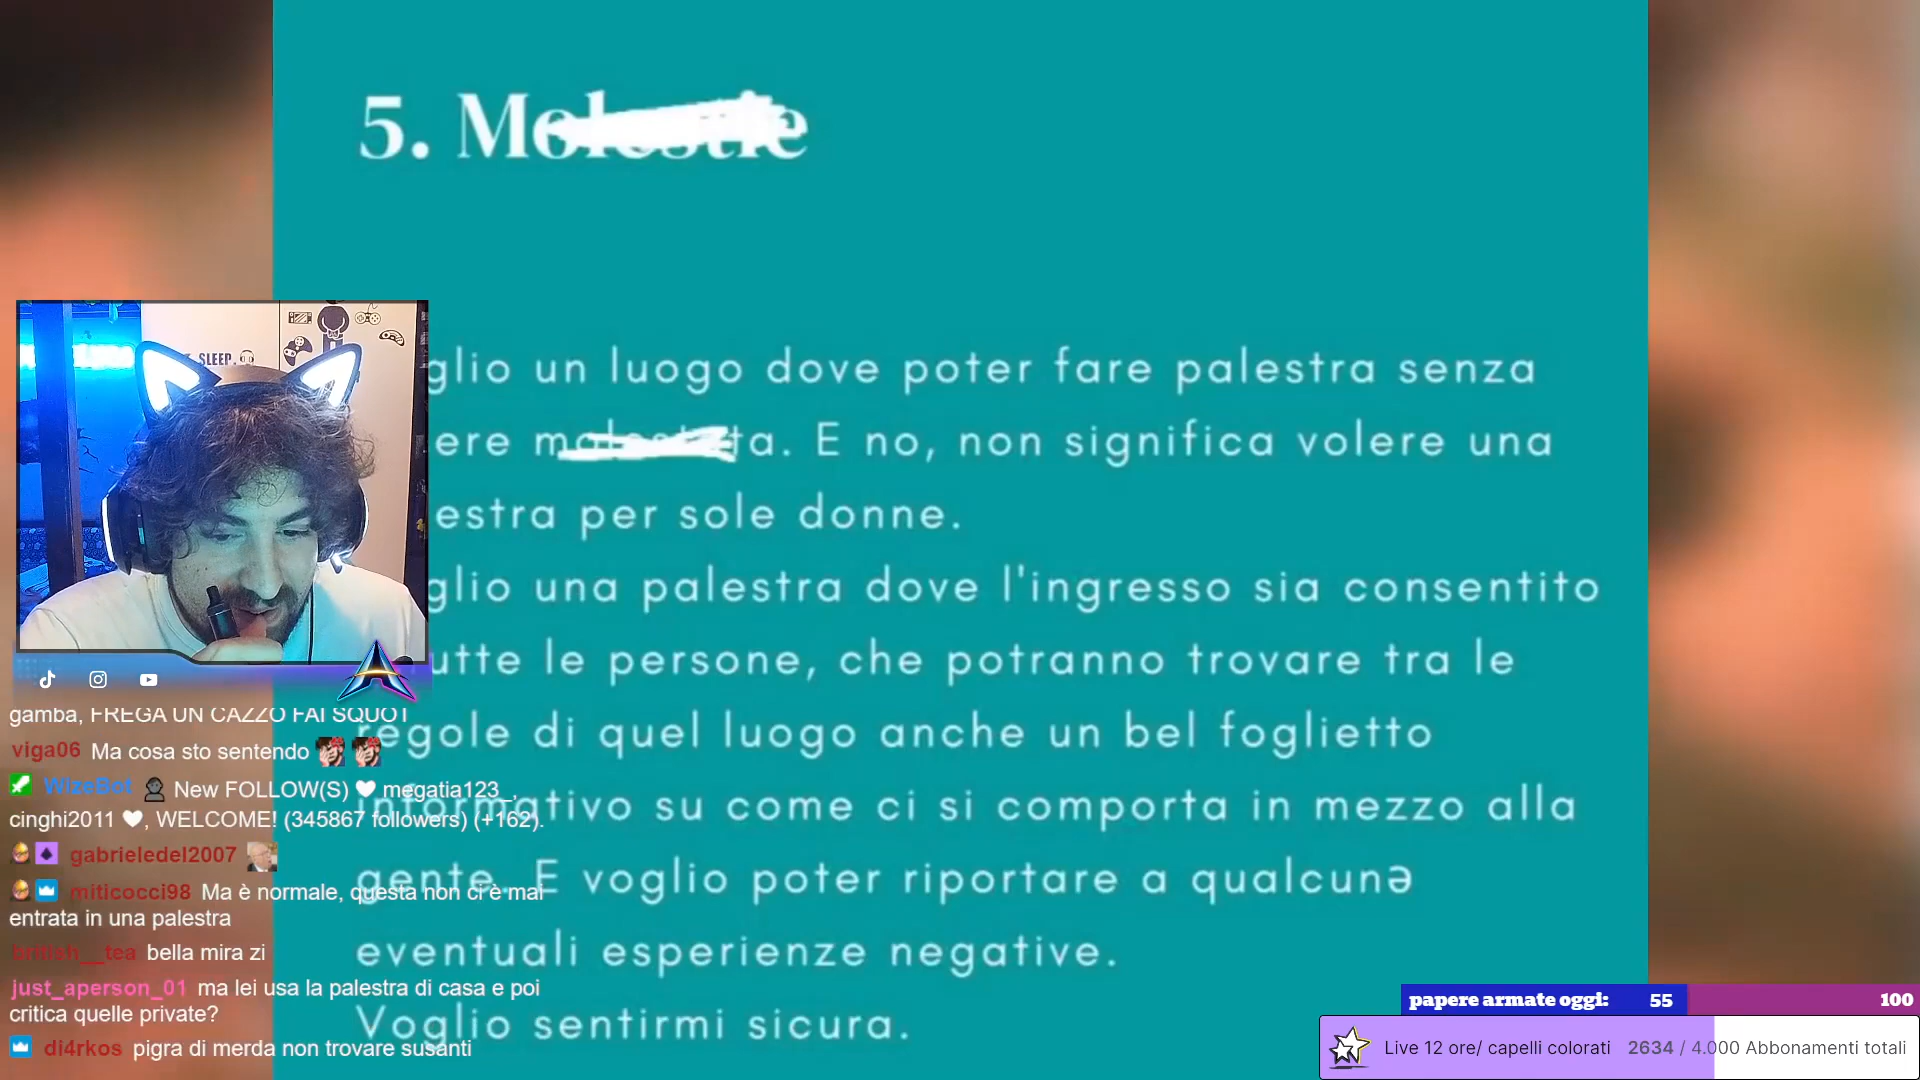 5. Molestie
glio un luogo dove poter fare palestra senza
ere molestata. E no, non significa volere una
estra per sole donne.
glio una palestra dove l'ingresso sia consentito
utte le persone, che potranno trovare tra le
regole di quel luogo anche un bel foglietto
informativo su come ci si comporta in mezzo alla
gente. E voglio poter riportare a qualcunə
eventuali esperienze negative.
Voglio sentirmi sicura.
SLEEP.
gamba, FREGA UN CAZZO FAI SQUOT
viga06 Ma cosa sto sentendo
WizeBot New FOLLOW(S) megatia123_,
cinghi2011, WELCOME! (345867 followers) (+162).
gabrieledel2007
miticocci98 Ma è normale, questa non ci è mai
entrata in una palestra
british__tea bella mira zi
just_aperson_01 ma lei usa la palestra di casa e poi
critica quelle private?
di4rkos pigra di merda non trovare susanti
papere armate oggi: 55 100
Live 12 ore/ capelli colorati 2634 / 4.000 Abbonamenti totali